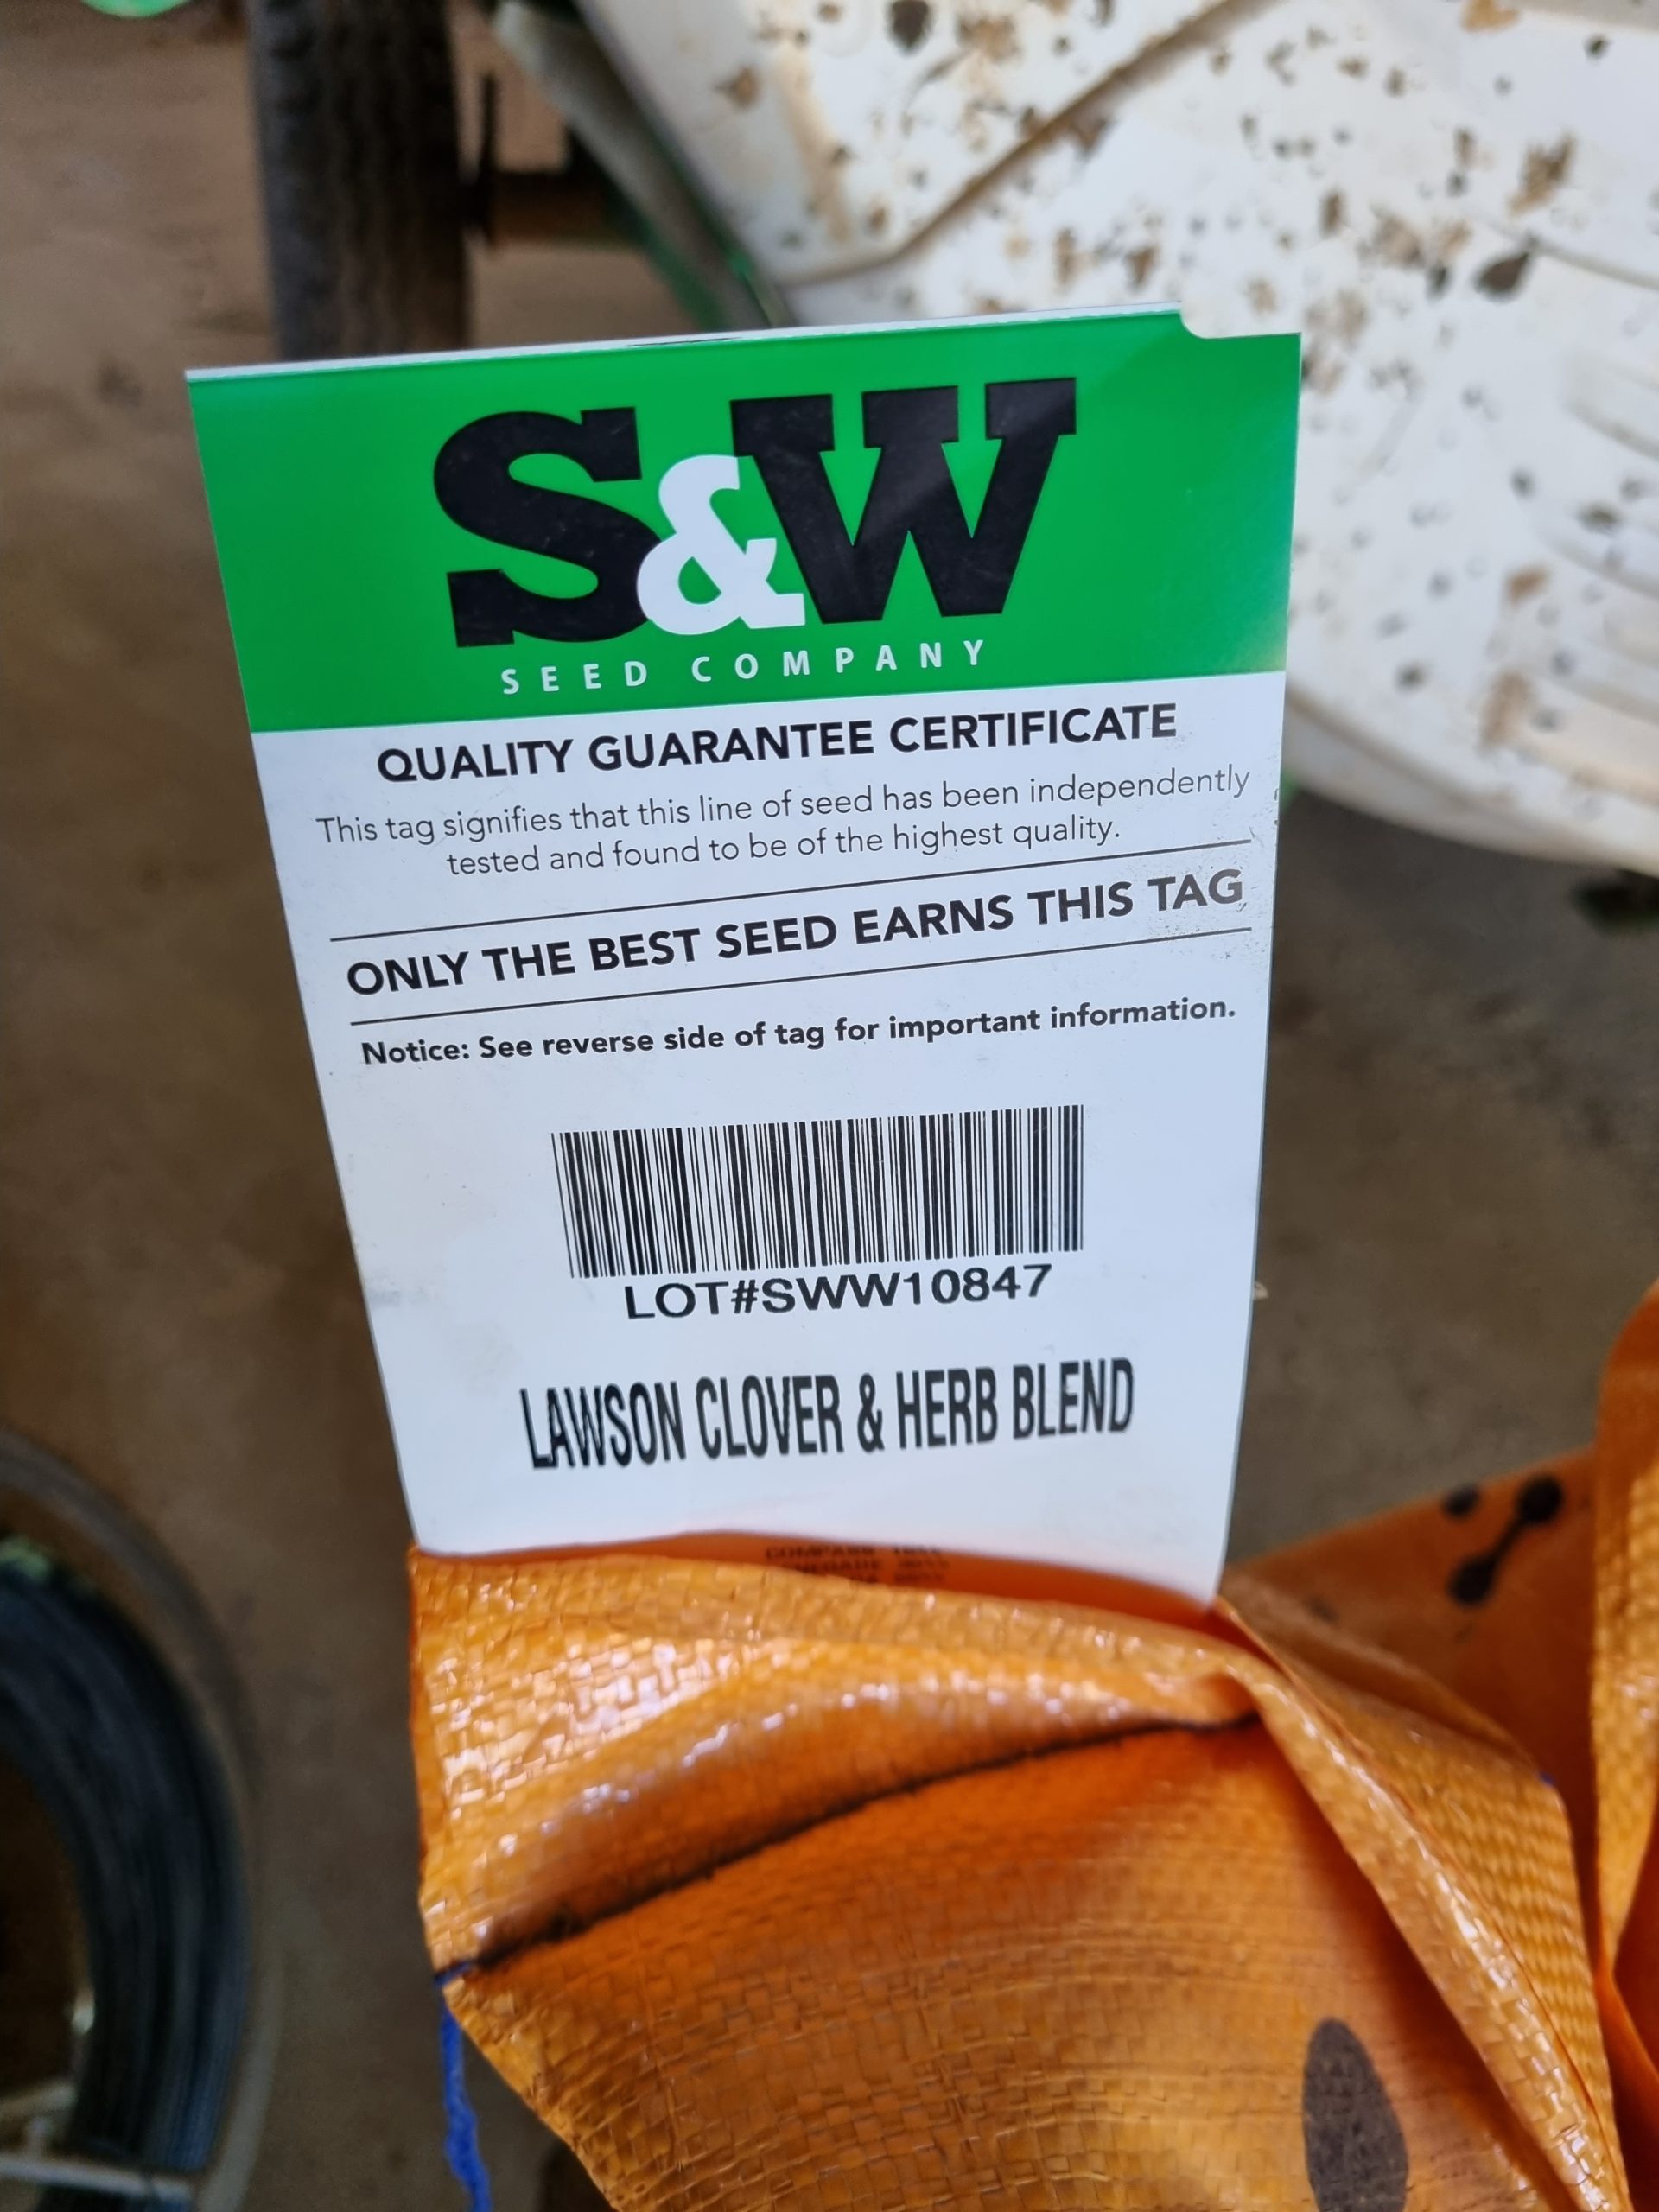 S&W
SEED COMPANY
QUALITY GUARANTEE CERTIFICATE
This tag signifies that this line of seed has been independently
tested and found to be of the highest quality.
ONLY THE BEST SEED EARNS THIS TAG
Notice: See reverse side of tag for important information.
LOT#SWW10847
LAWSON CLOVER & HERB BLEND